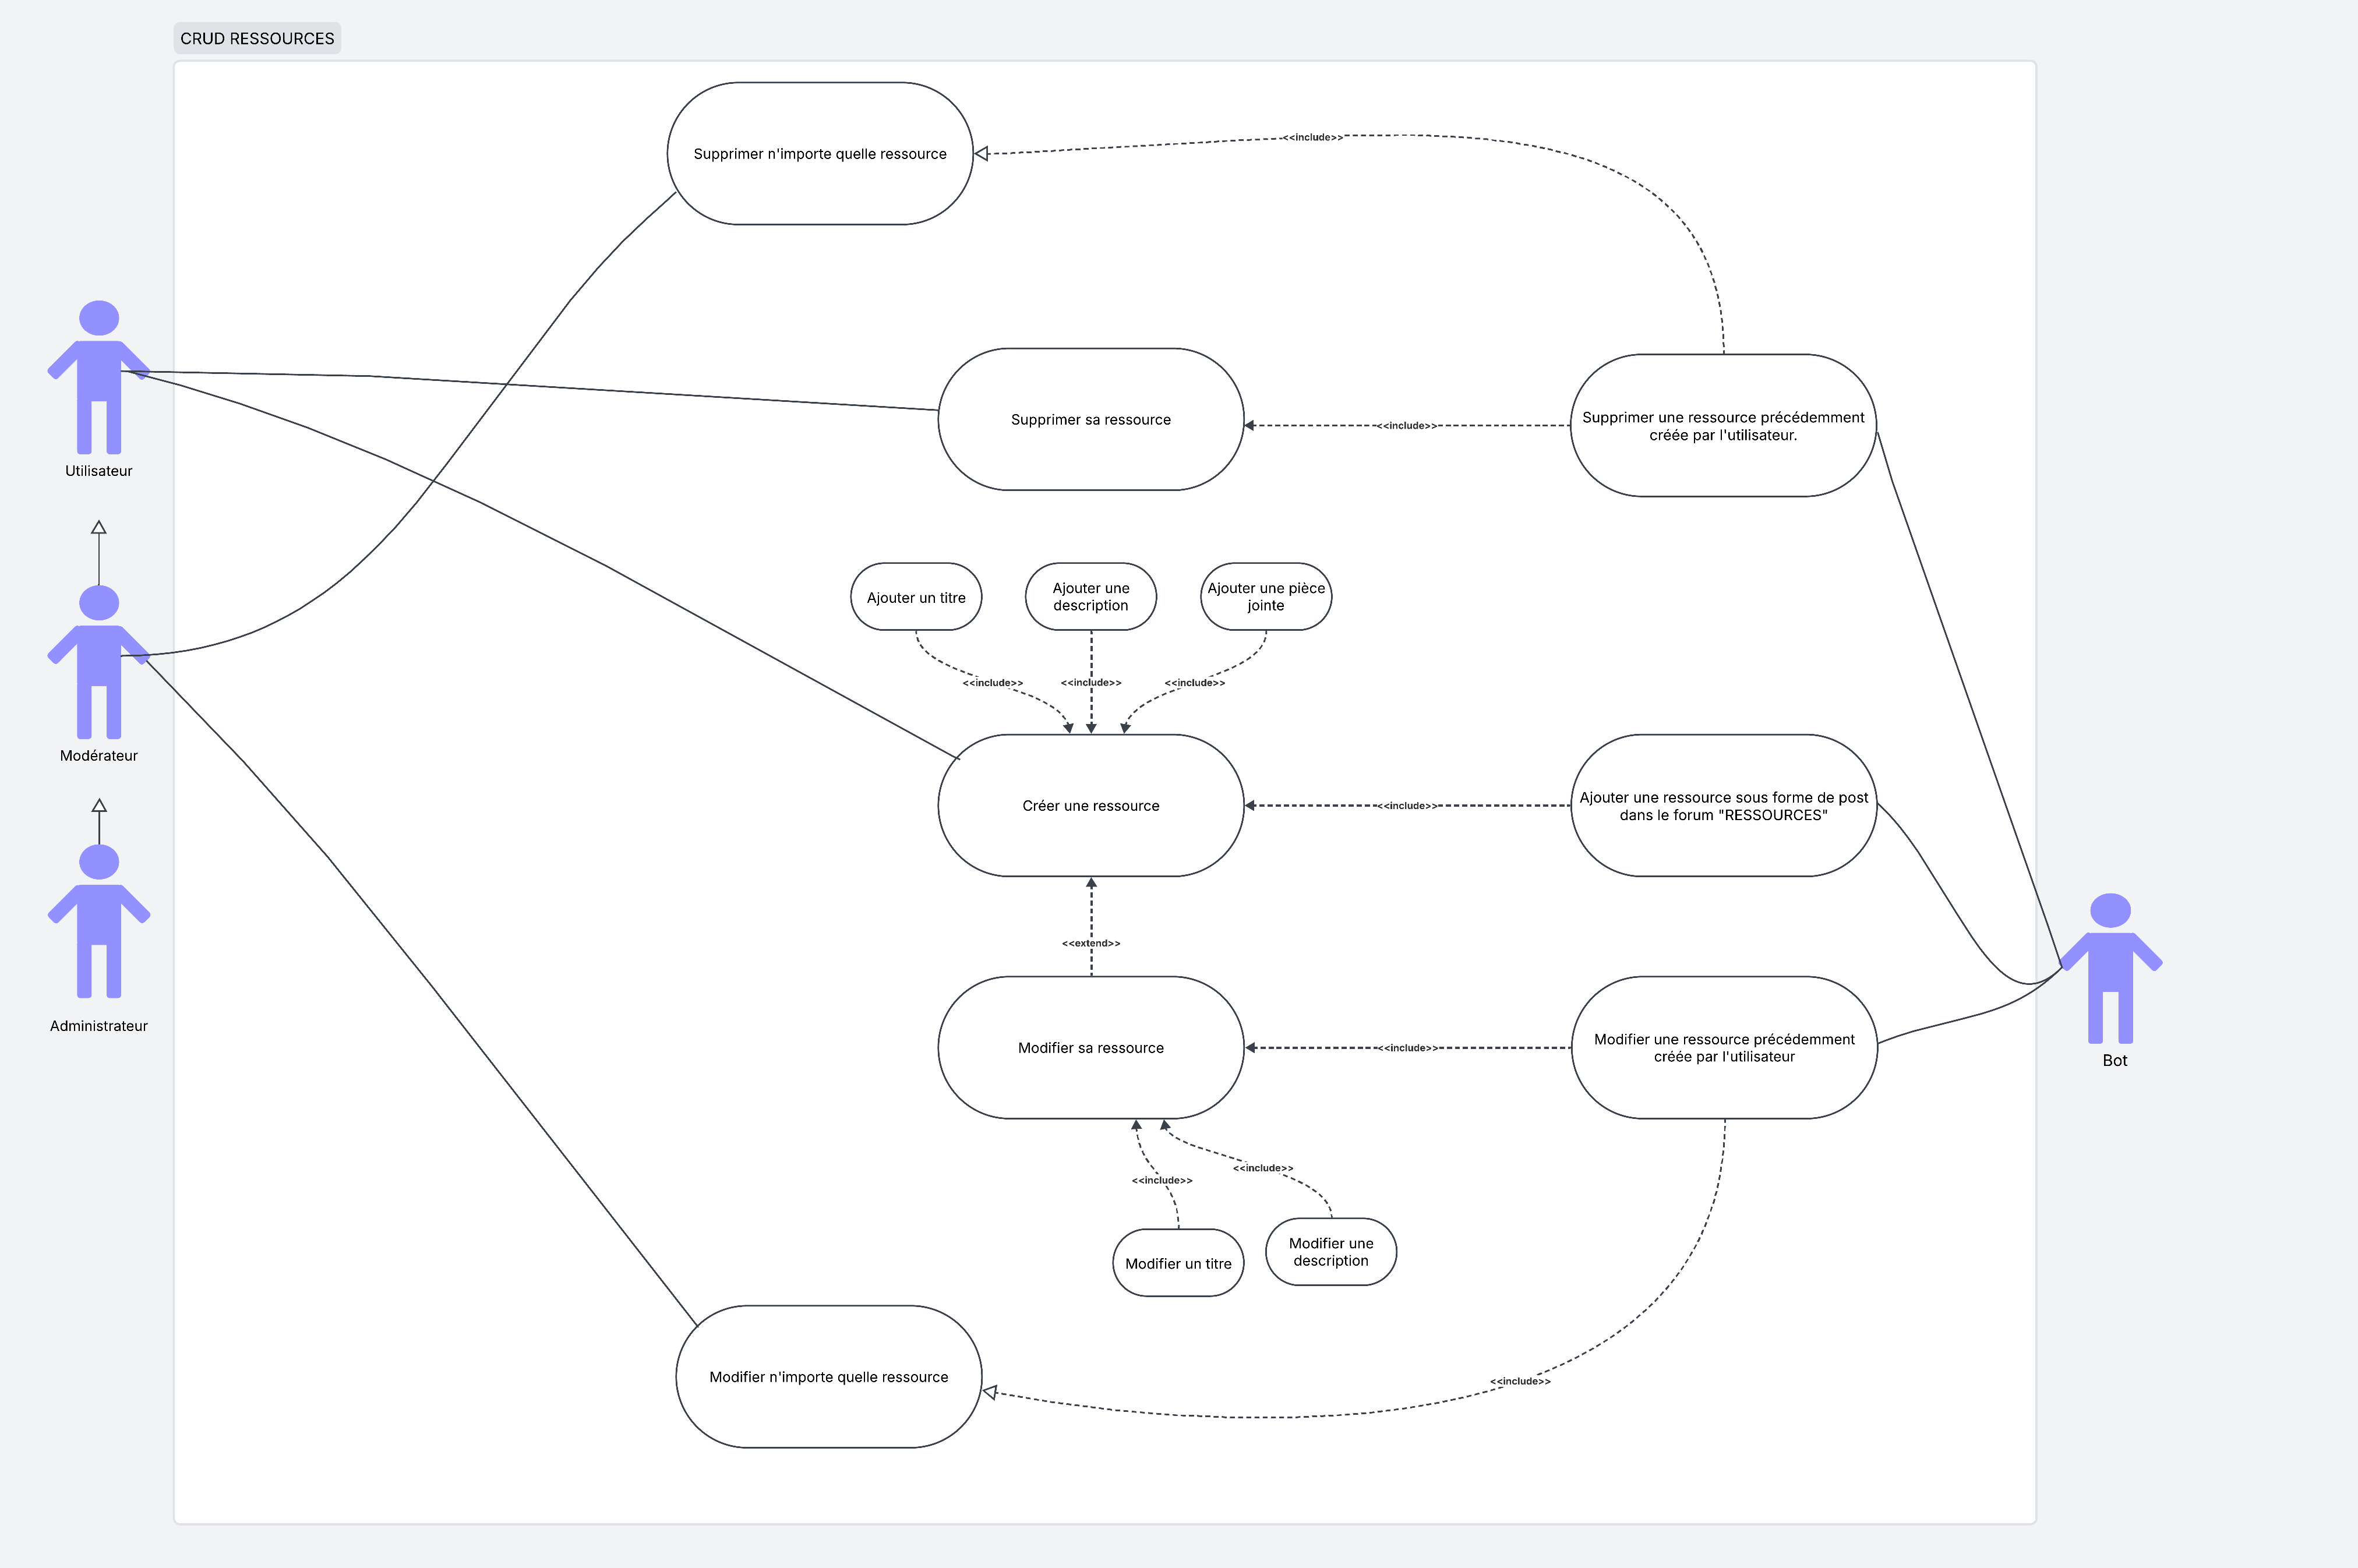 CRUD RESSOURCES
Supprimer n'importe quelle ressource
<<include>>
Utilisateur
Supprimer sa ressource
<<include>>
Supprimer une ressource précédemment
créée par l'utilisateur.
Ajouter un titre
Ajouter une
description
Ajouter une pièce
jointe
<<include>>
<<include>>
<<include>>
Modérateur
Créer une ressource
<<include>>
Ajouter une ressource sous forme de post
dans le forum "RESSOURCES"
<<extend>>
Administrateur
Modifier sa ressource
<<include>>
Modifier une ressource précédemment
créée par l'utilisateur
Bot
<<include>>
<<include>>
Modifier un titre
Modifier une
description
Modifier n'importe quelle ressource
<<include>>